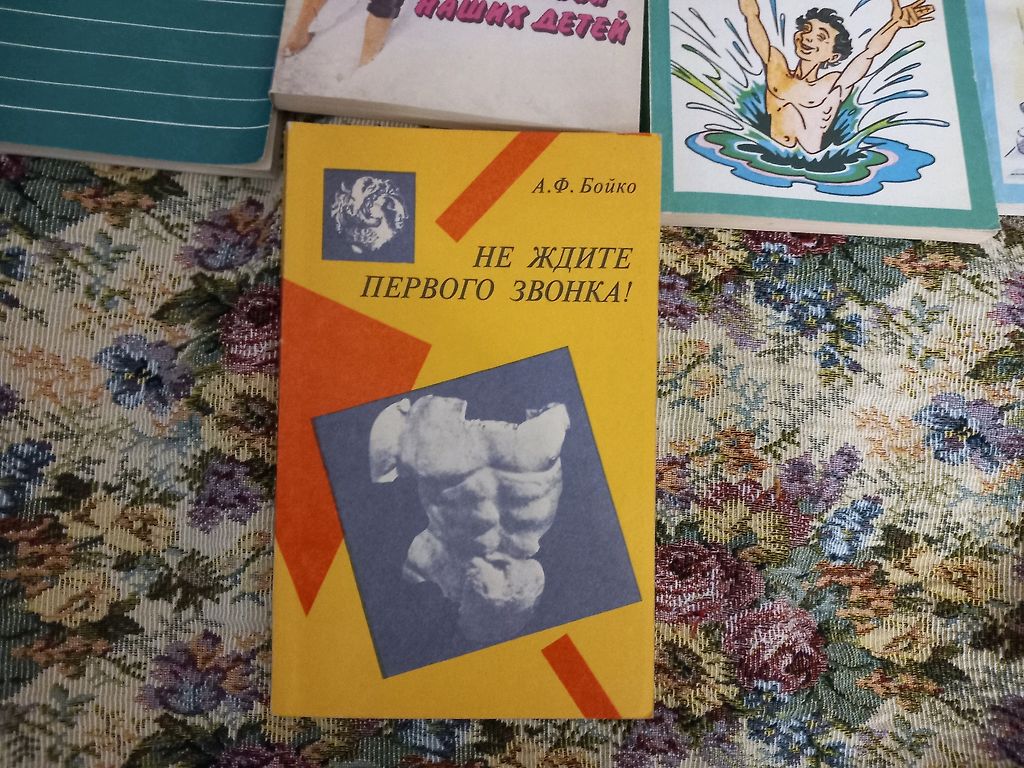 НАШИХ ДЕТЕЙ
А.Ф. Бойко
НЕ ЖДИТЕ
ПЕРВОГО ЗВОНКА!